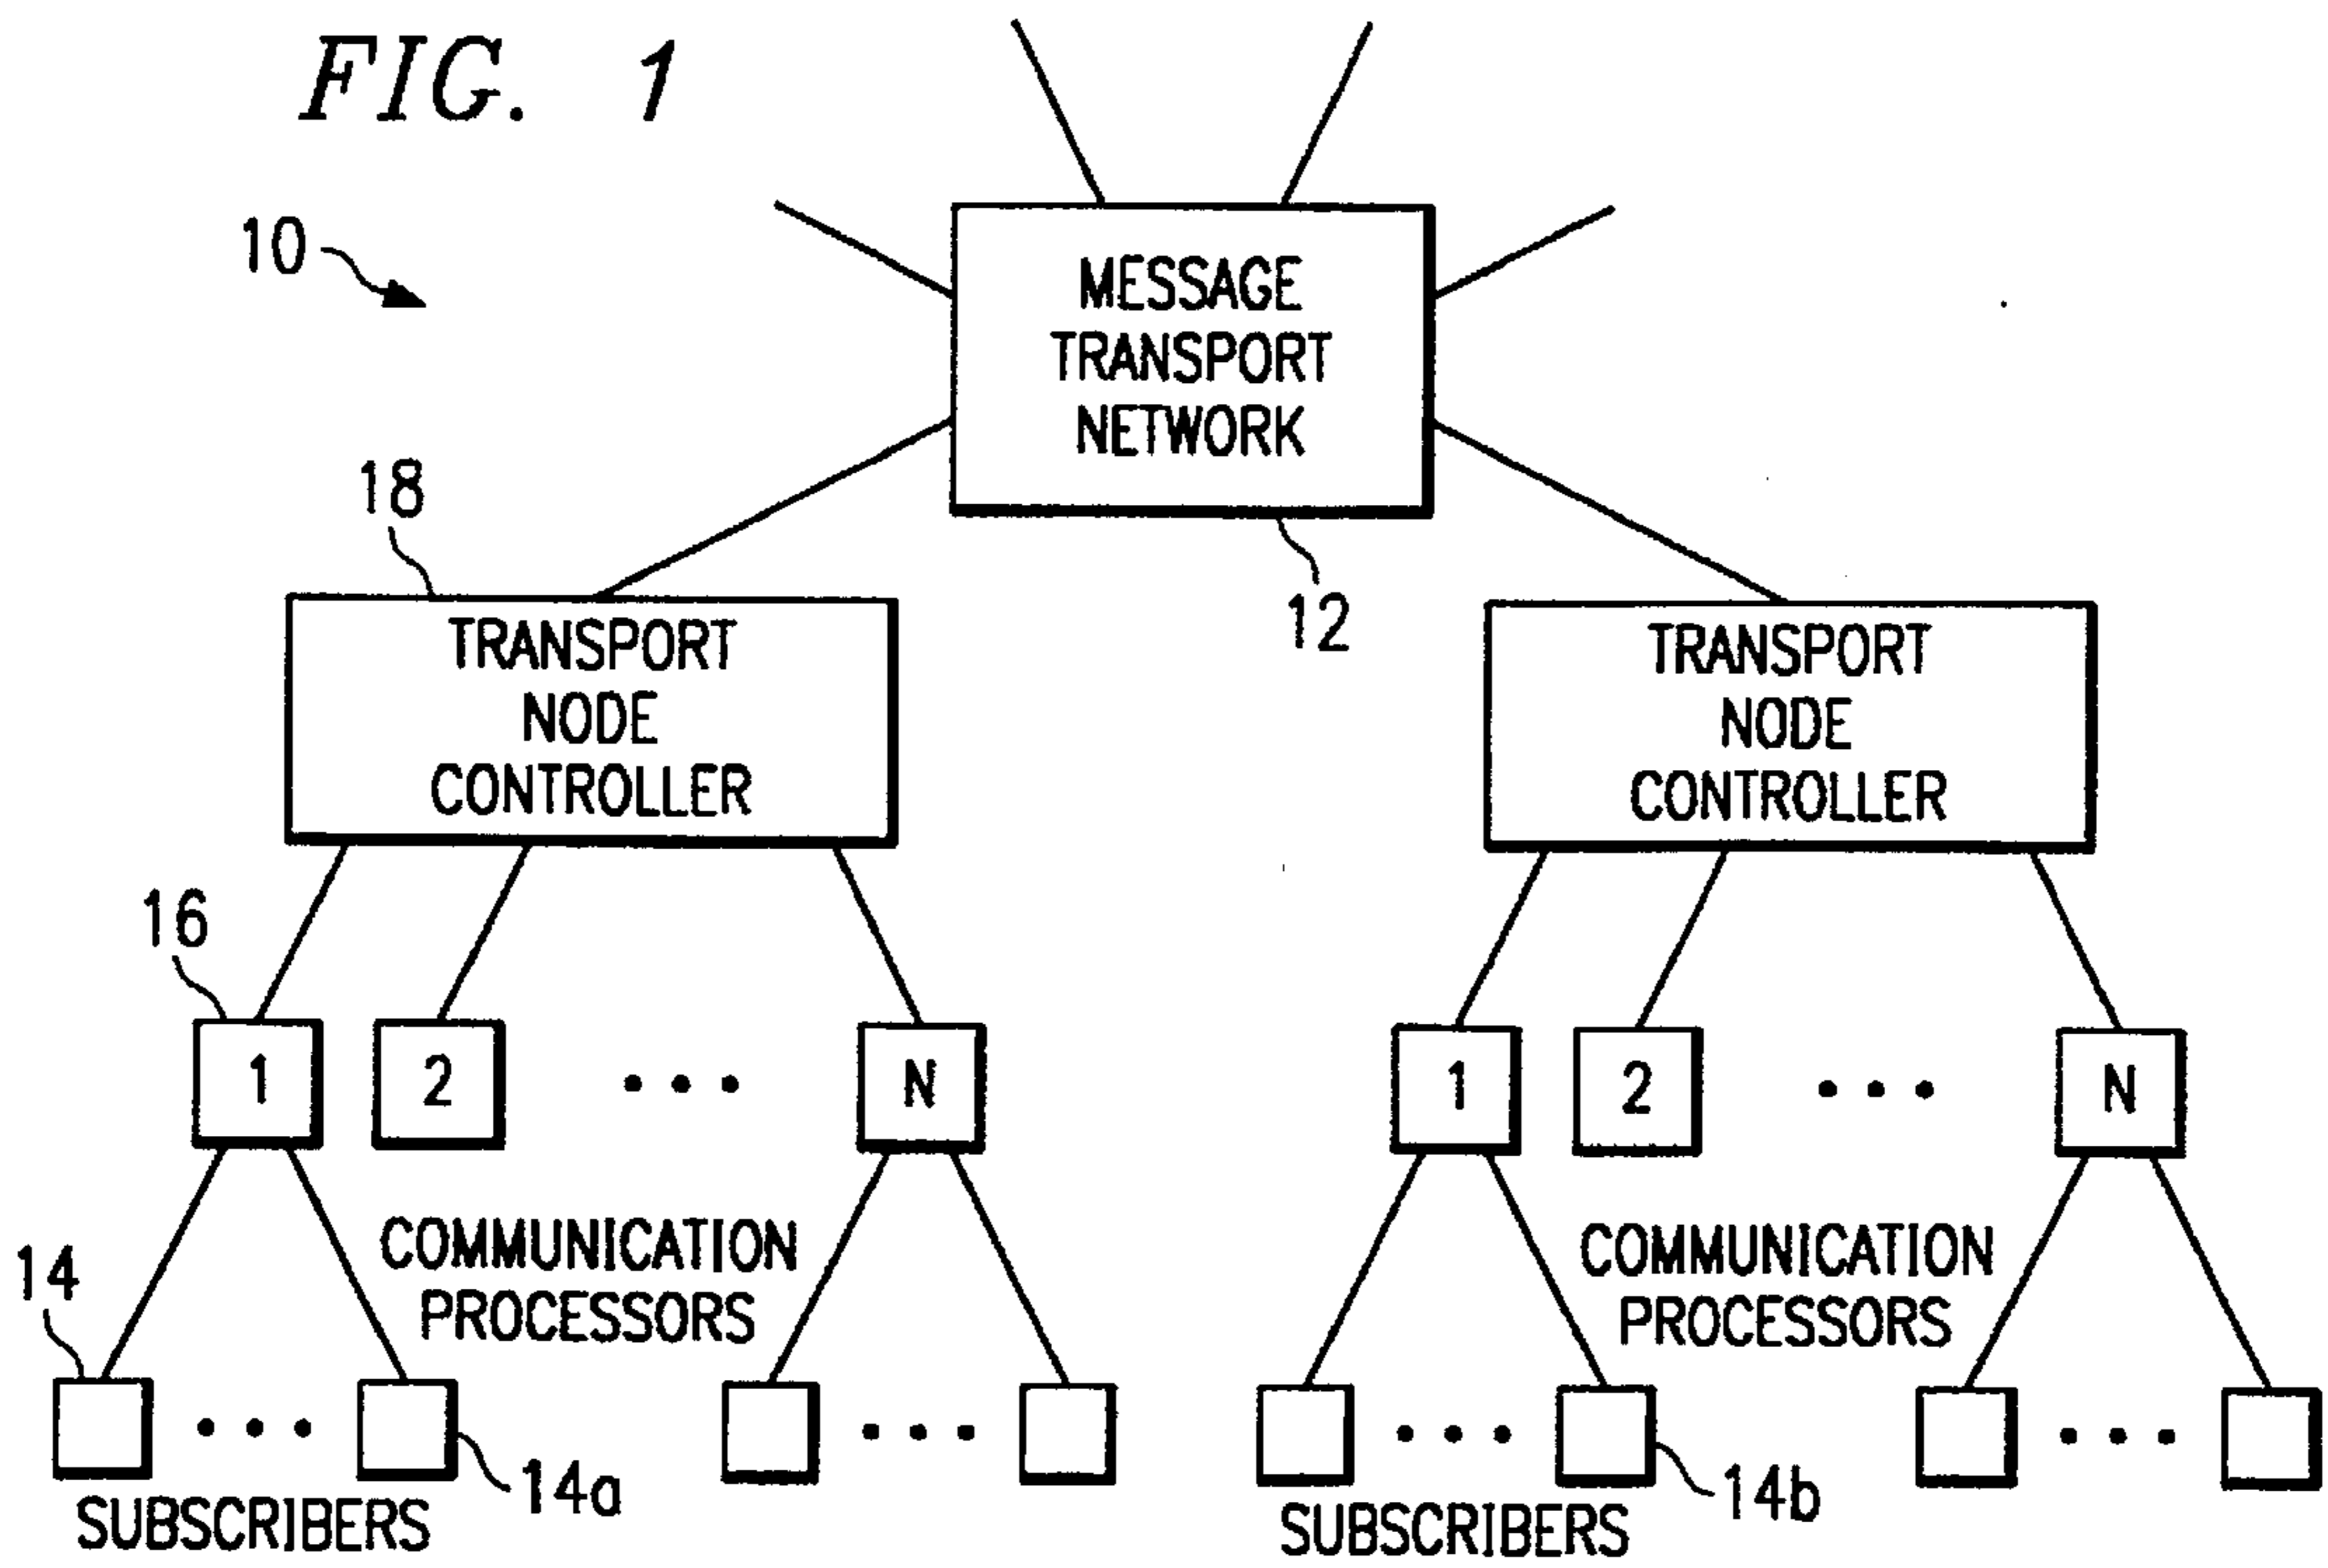 FIG. 1
10
MESSAGE
TRANSPORT
NETWORK
12
18
TRANSPORT
NODE
CONTROLLER
TRANSPORT
NODE
CONTROLLER
16
1 2 ... N
1 2 ... N
COMMUNICATION
PROCESSORS
COMMUNICATION
PROCESSORS
14
... 14a
...
... 14b
...
SUBSCRIBERS
SUBSCRIBERS